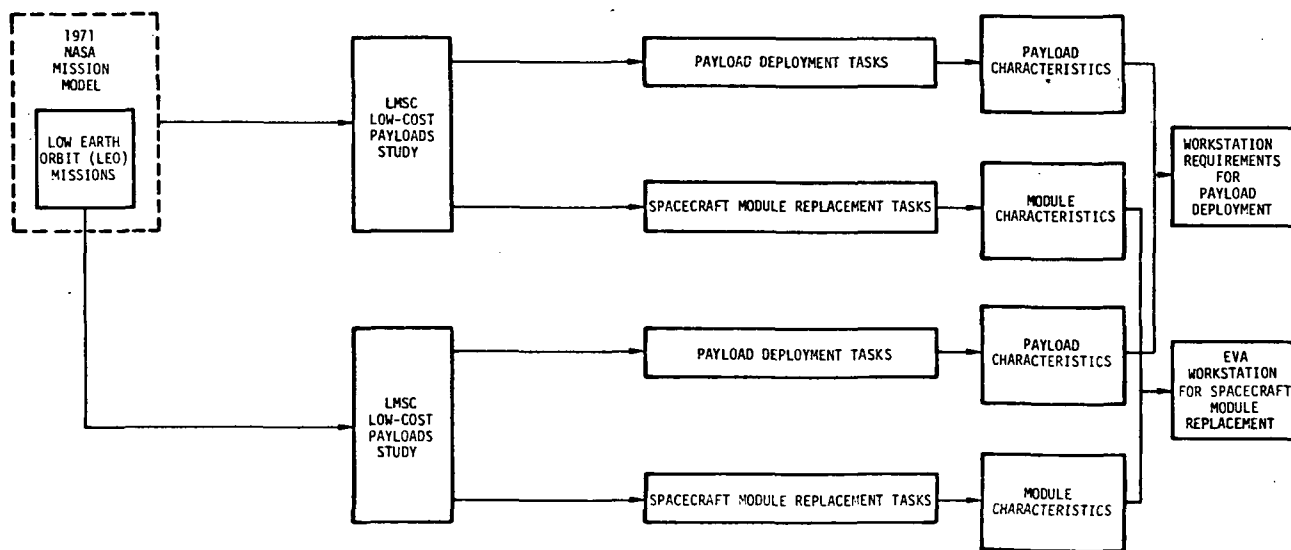 1971
NASA
MISSION
MODEL
LOW EARTH
ORBIT (LEO)
MISSIONS
LMSC
LOW-COST
PAYLOADS
STUDY
PAYLOAD DEPLOYMENT TASKS
PAYLOAD
CHARACTERISTICS
SPACECRAFT MODULE REPLACEMENT TASKS
MODULE
CHARACTERISTICS
WORKSTATION
REQUIREMENTS
FOR
PAYLOAD
DEPLOYMENT
LMSC
LOW-COST
PAYLOADS
STUDY
PAYLOAD DEPLOYMENT TASKS
PAYLOAD
CHARACTERISTICS
SPACECRAFT MODULE REPLACEMENT TASKS
MODULE
CHARACTERISTICS
EVA
WORKSTATION
FOR SPACECRAFT
MODULE
REPLACEMENT